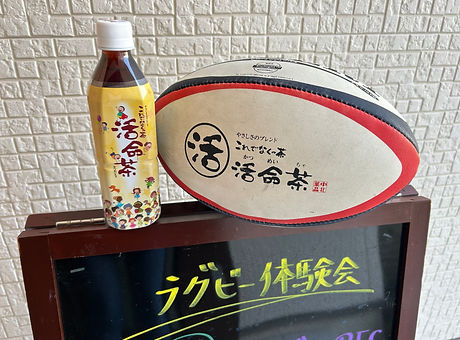 これでなくっ茶
活命茶
活
やさしさのブレンド
これでなくっ茶
かつ めい ちゃ
活命茶
ラグビー体験会